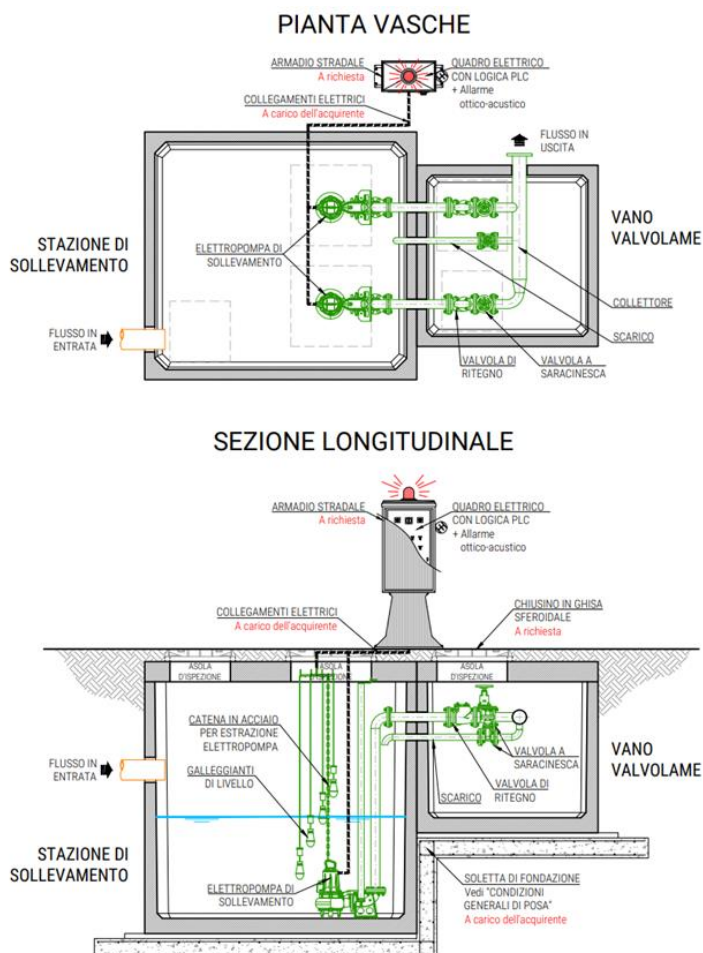 PIANTA VASCHE
ARMADIO STRADALE
A richiesta
QUADRO ELETTRICO
CON LOGICA PLC
+ Allarme
ottico-acustico
COLLEGAMENTI ELETTRICI
A carico dell'acquirente
FLUSSO IN
USCITA
STAZIONE DI
SOLLEVAMENTO
ELETTROPOMPA DI
SOLLEVAMENTO
VANO
VALVOLAME
COLLETTORE
SCARICO
FLUSSO IN
ENTRATA
VALVOLA DI
RITEGNO
VALVOLA A
SARACINESCA
SEZIONE LONGITUDINALE
ARMADIO STRADALE
A richiesta
QUADRO ELETTRICO
CON LOGICA PLC
+ Allarme
ottico-acustico
COLLEGAMENTI ELETTRICI
A carico dell'acquirente
CHIUSINO IN GHISA
SFEROIDALE
A richiesta
ASOLA
D'ISPEZIONE
ASOLA
D'ISPEZIONE
ASOLA
D'ISPEZIONE
CATENA IN ACCIAIO
PER ESTRAZIONE
ELETTROPOMPA
FLUSSO IN
ENTRATA
GALLEGGIANTI
DI LIVELLO
VALVOLA A
SARACINESCA
VANO
VALVOLAME
SCARICO
VALVOLA DI
RITEGNO
STAZIONE DI
SOLLEVAMENTO
ELETTROPOMPA DI
SOLLEVAMENTO
SOLETTA DI FONDAZIONE
Vedi "CONDIZIONI
GENERALI DI POSA"
A carico dell'acquirente